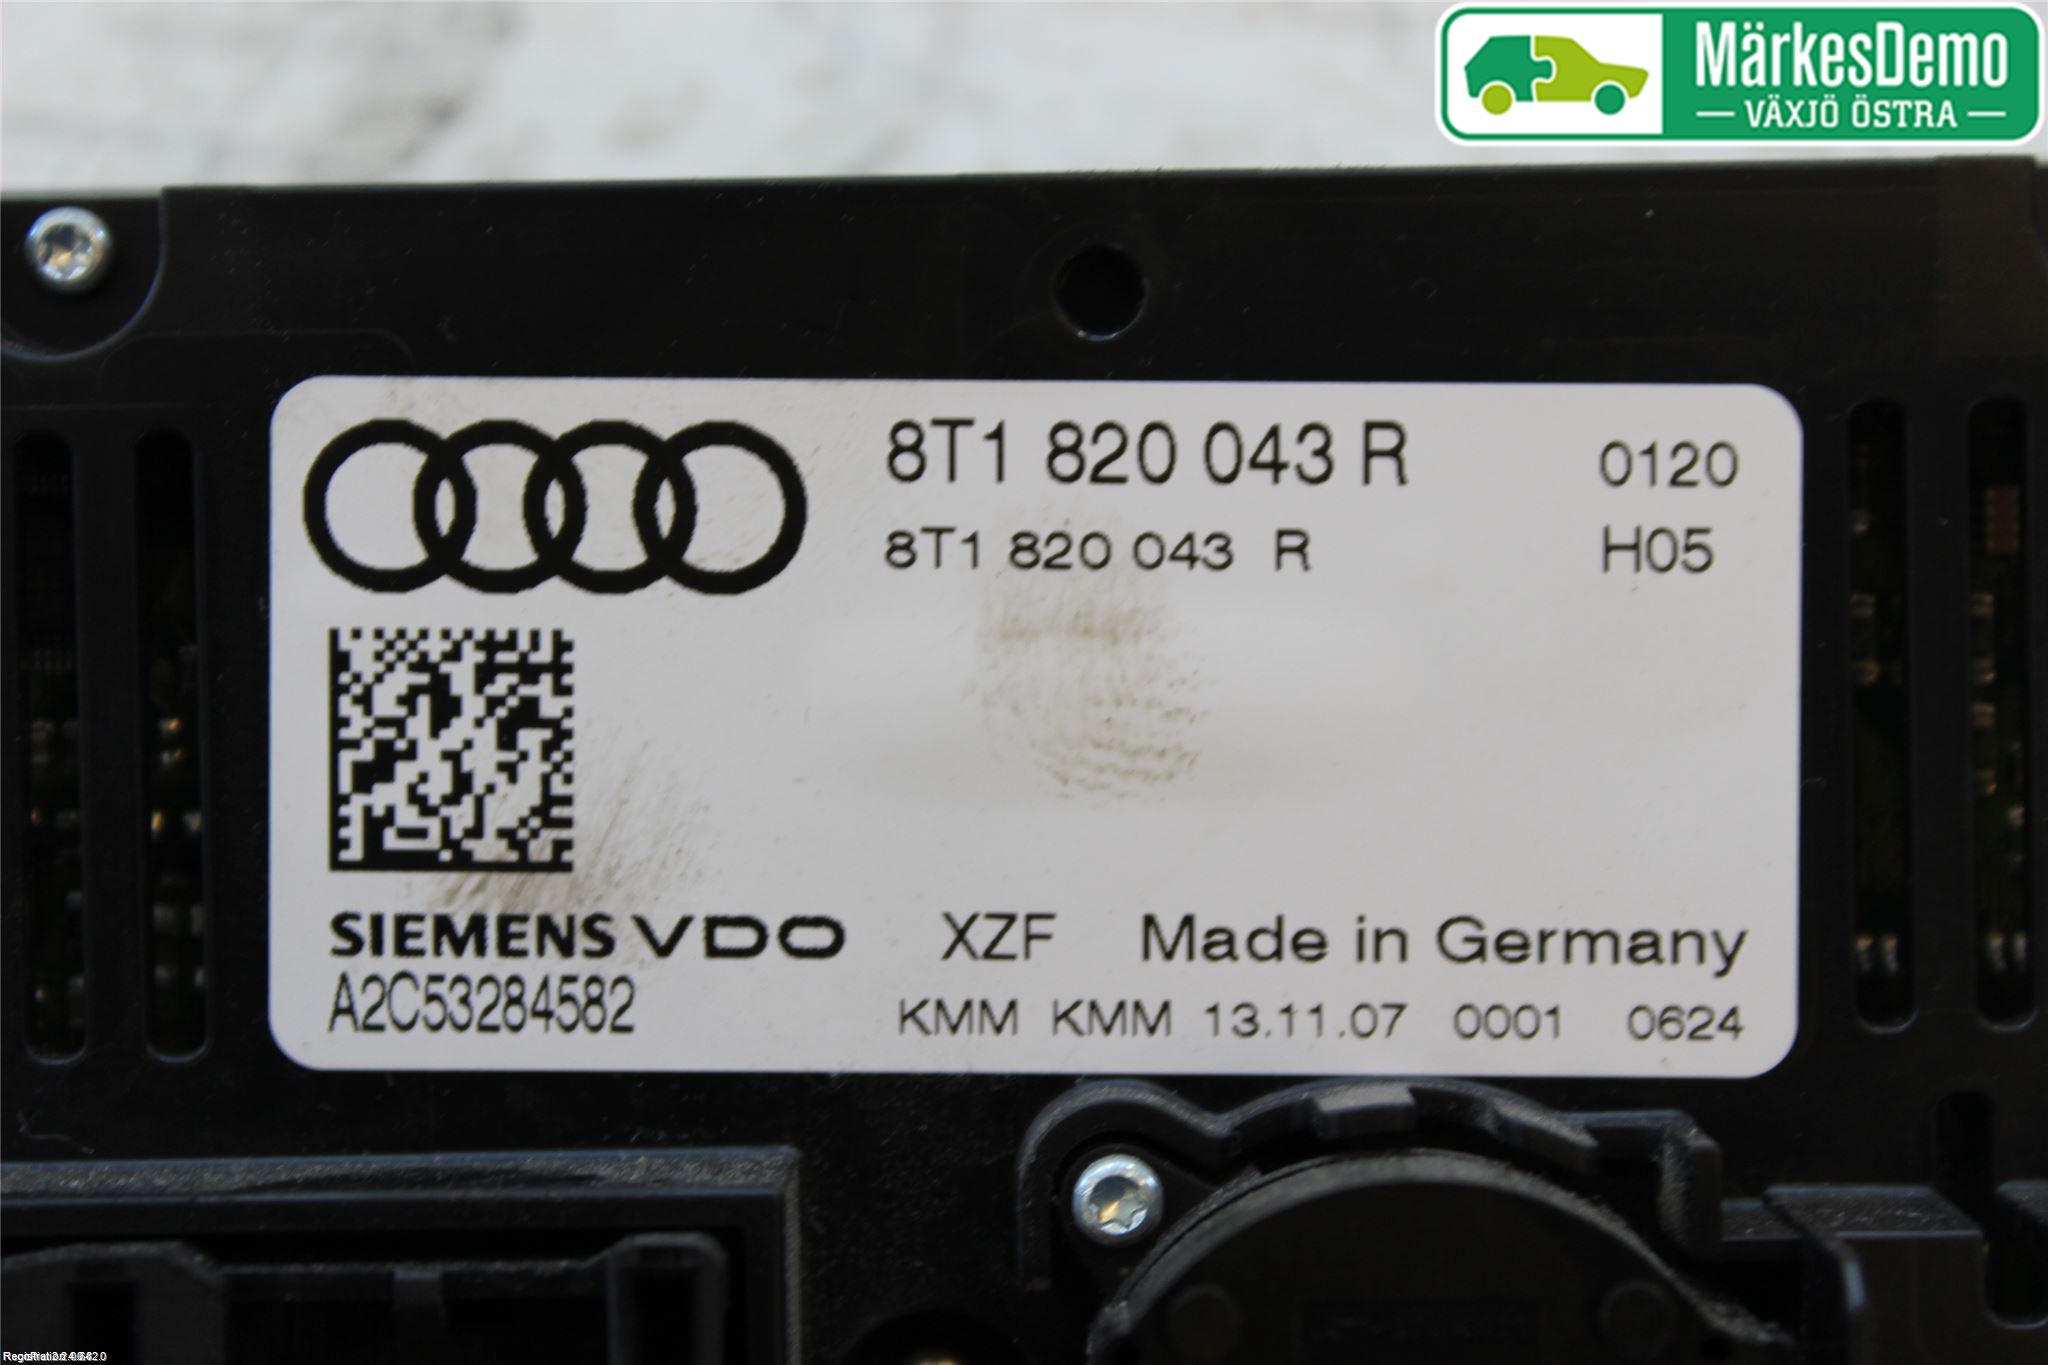 MärkesDemo
VÄXJÖ ÖSTRA
8T1 820 043 R 0120
8T1 820 043 R H05
SIEMENS VDO XZF Made in Germany
A2C53284582 KMM KMM 13.11.07 0001 0624